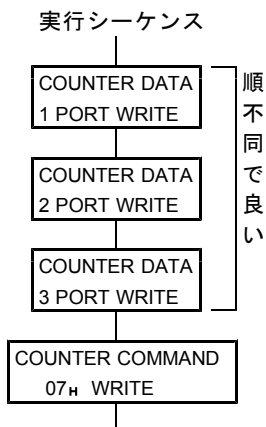 実行シーケンス
COUNTER DATA
1 PORT WRITE
COUNTER DATA
2 PORT WRITE
COUNTER DATA
3 PORT WRITE
順不同で良い
COUNTER COMMAND
07H WRITE